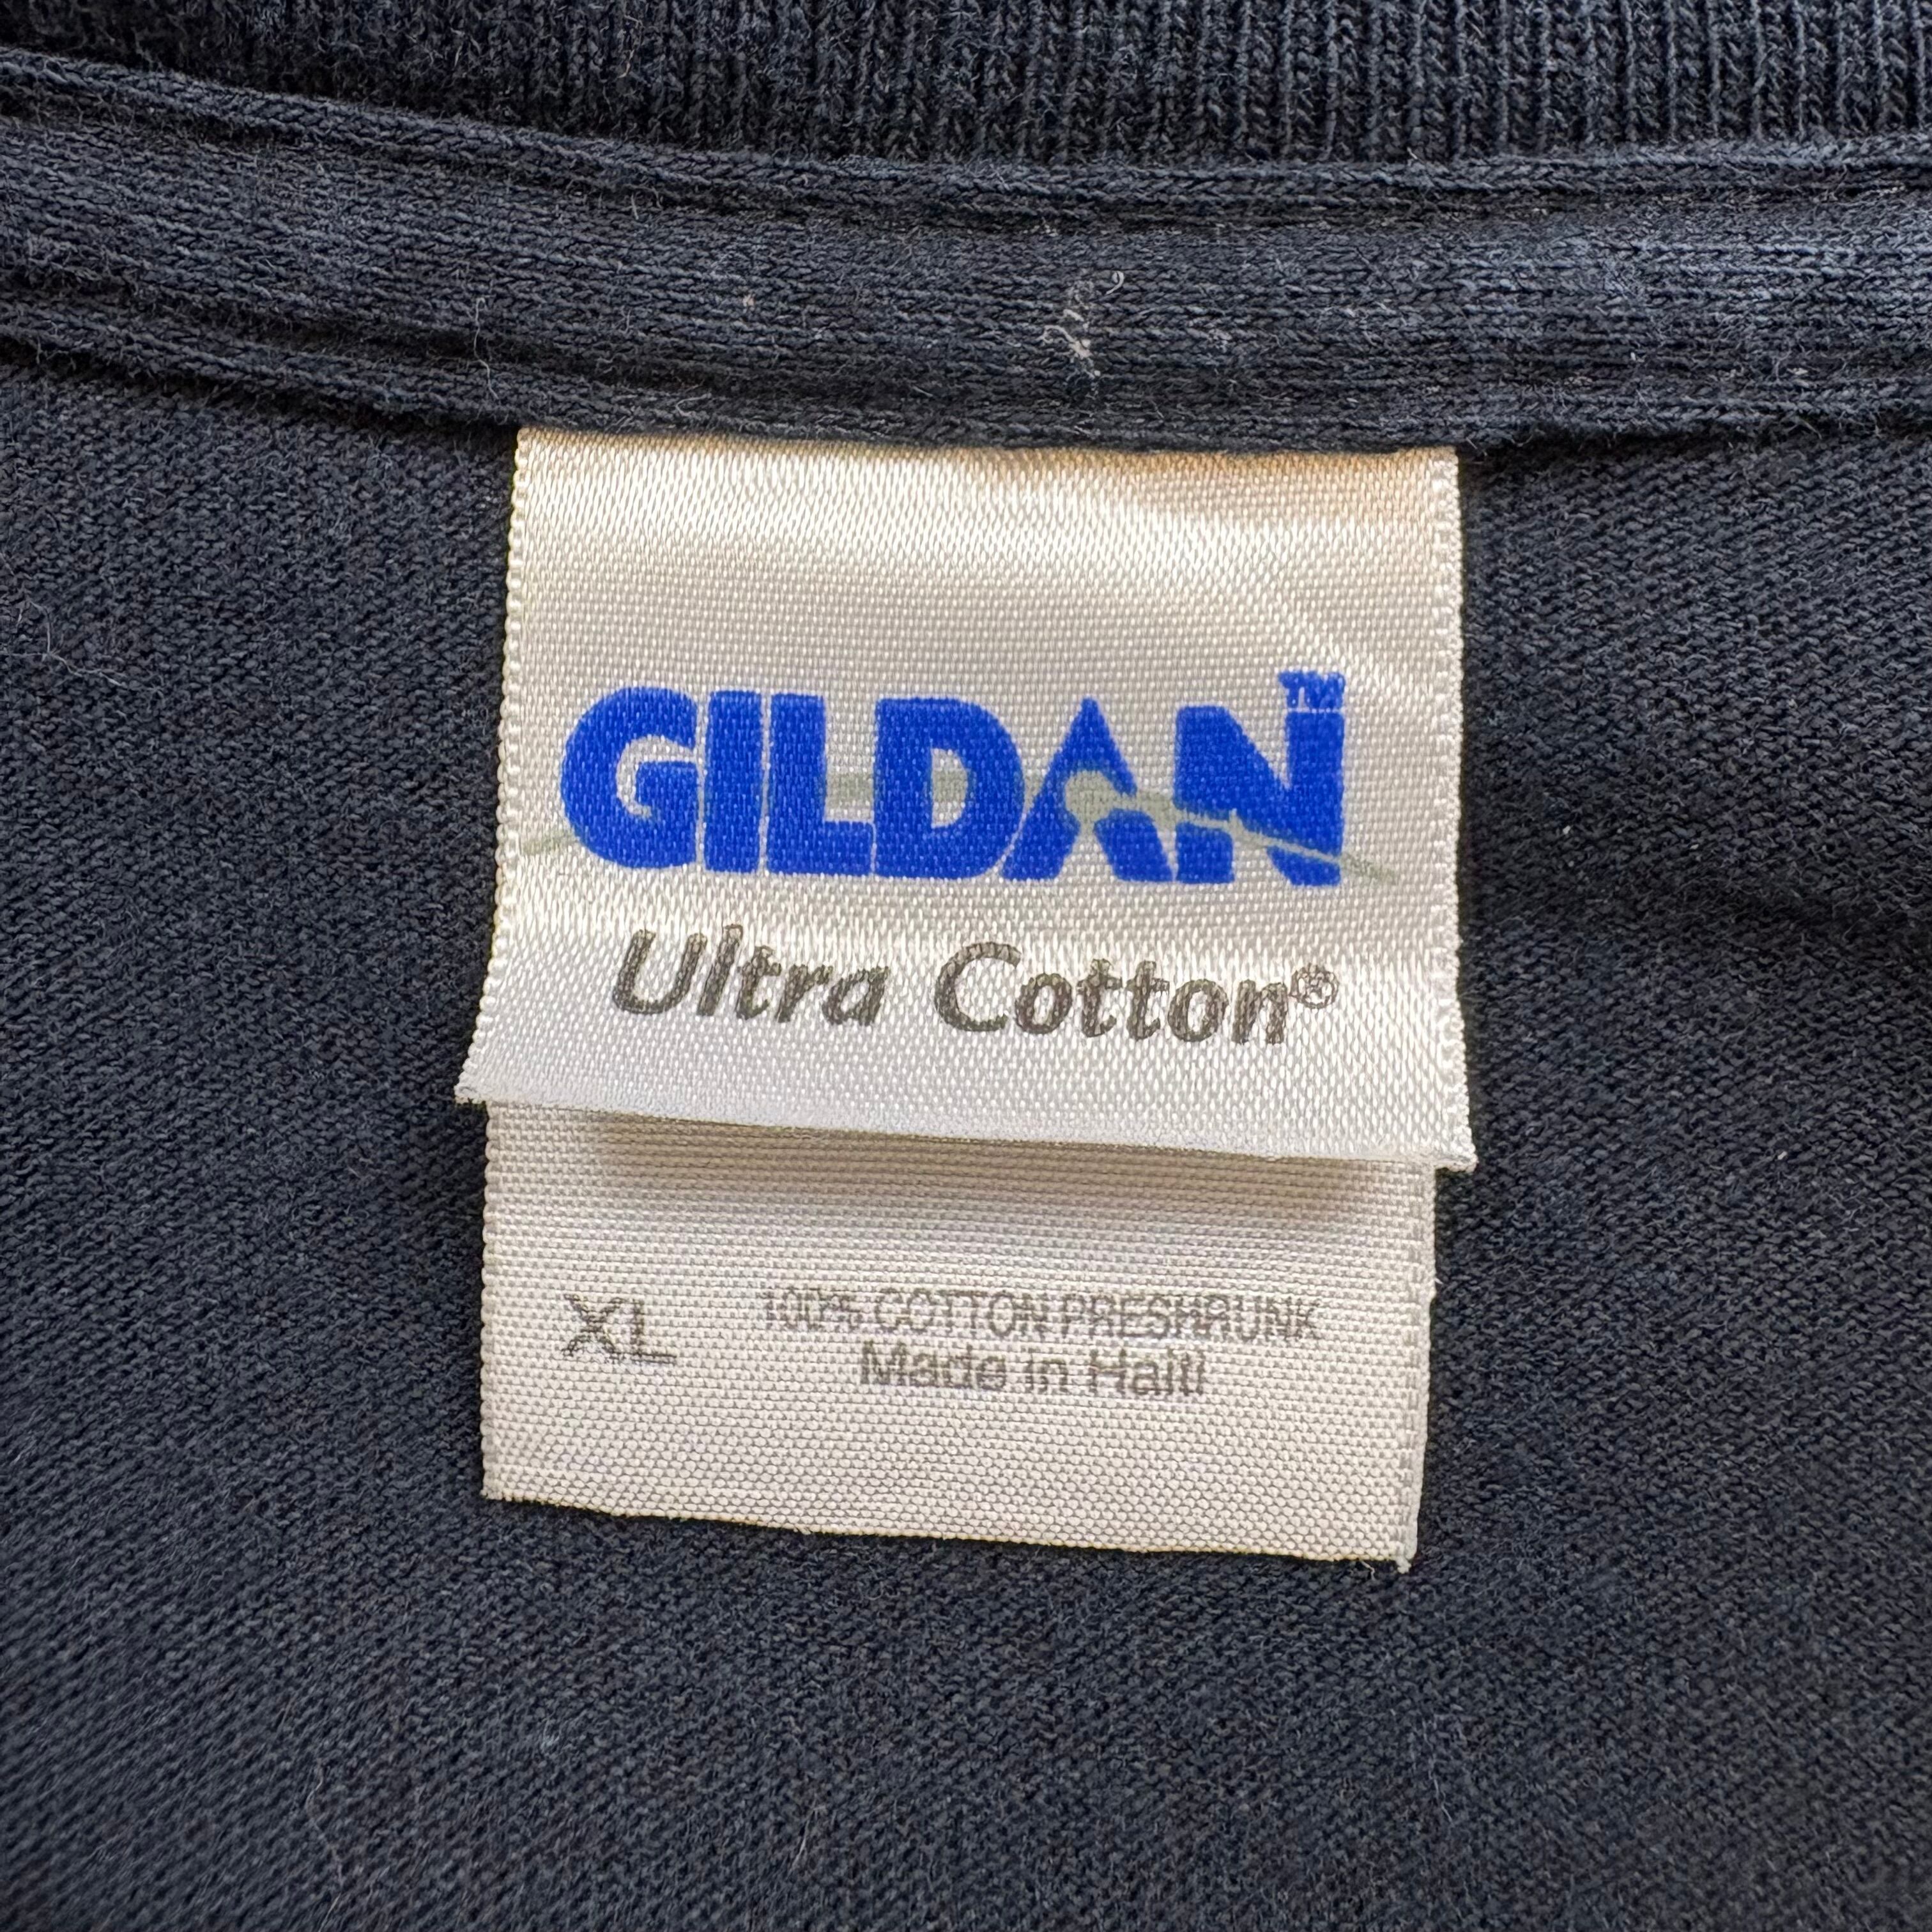 GILDAN™
Ultra Cotton®
XL
100% COTTON PRESHRUNK
Made in Haiti